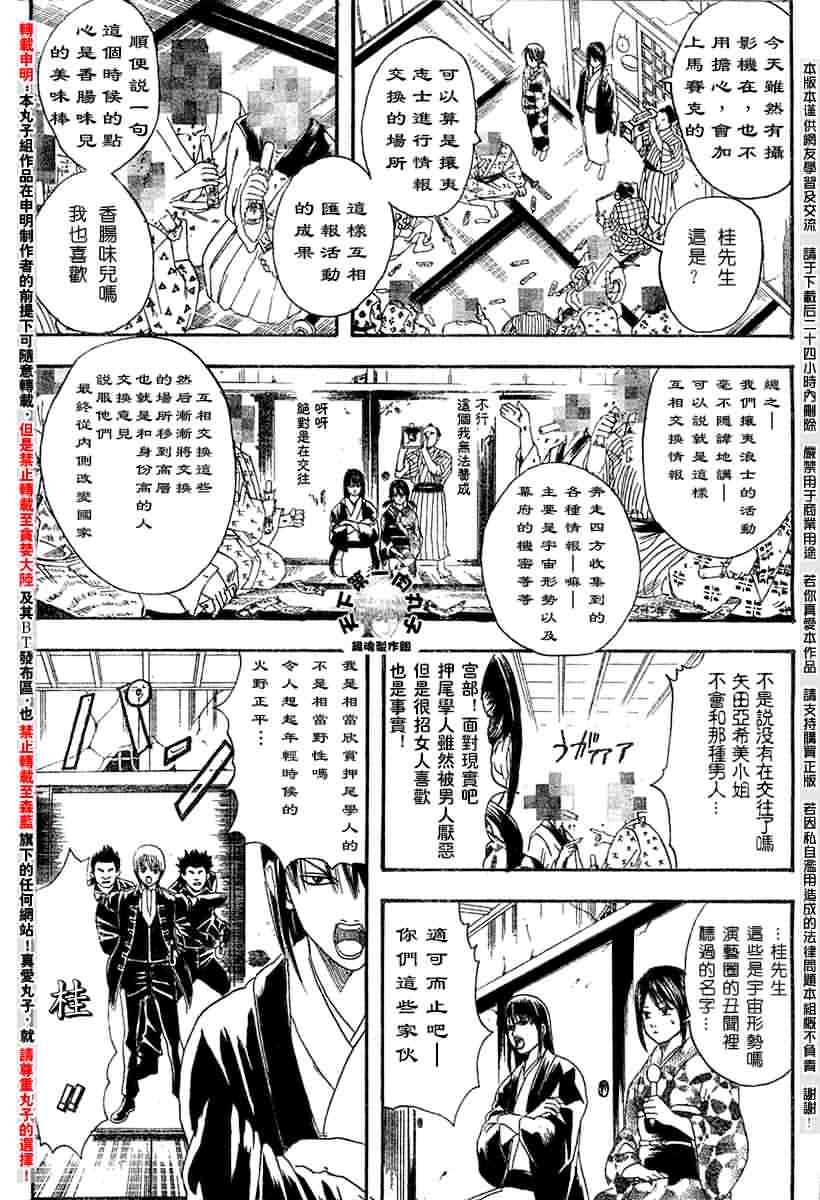 今天雖然有攝
影機在，也不
用擔心，會加
上馬賽克的
桂先生
這是？
可以算是攘夷
志士進行情報
交換的場所
這樣互相
匯報活動
的成果
順便說一句
這個時候的點
心是香腸味兒
的美味棒
香腸味兒嗎
我也喜歡
總之—
我們攘夷浪士的活動
毫不隱諱地講—
可以說就是這樣
互相交換情報
奔走四方收集到的
各種情報—嘛—
主要是宇宙形勢以及
幕府的機密等等
不行，
這個我無法贊成
呀呀
絕對是在交往
互相交換這些
然后漸漸將交換
的場所移到高層
也就是和身份高的人
交換意見
說服他們
最終從内側改變國家
不是說没有在交往了嗎
矢田亞希美小姐
不會和那種男人…
うがァァァ
宫部！面對現實吧
押尾學人雖然被男人厭惡
但是很招女人喜歡
也是事實！
我是相當欣賞押尾學人的
不是相當野性嗎
令人想起年輕時候的
火野正平…
…桂先生
這些是宇宙形勢嗎
演藝圈的丑聞裡
聽過的名字…
適可而止吧—
你們這些家伙
桂
天下第一白丸子
銀魂製作組
轉載申明：本丸子組作品在申明制作者的前提下可隨意轉載．但是禁止轉載至貪婪大陸 及其BT發布區．也 禁止轉載至森藍 旗下的任何網站！真愛丸子．就 請尊重丸子的選擇！
本版本僅供網友學習及交流　請于下載后二十四小時内刪除　嚴禁用于商業用途　若你真愛本作品　請支持購買正版　若因私自濫用造成的法律問題本組概不負責　謝謝！